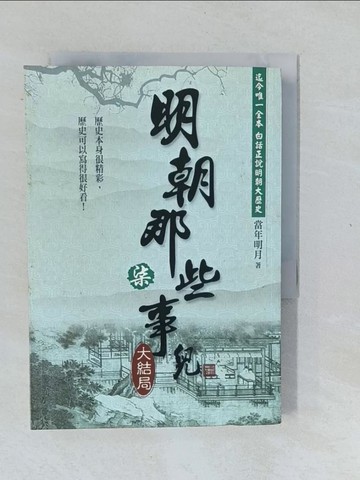 迄今唯一全本 白話正說明朝大歷史
當年明月 著
明朝那些事兒
柒
大結局
歷史本身很精彩，
歷史可以寫得很好看！